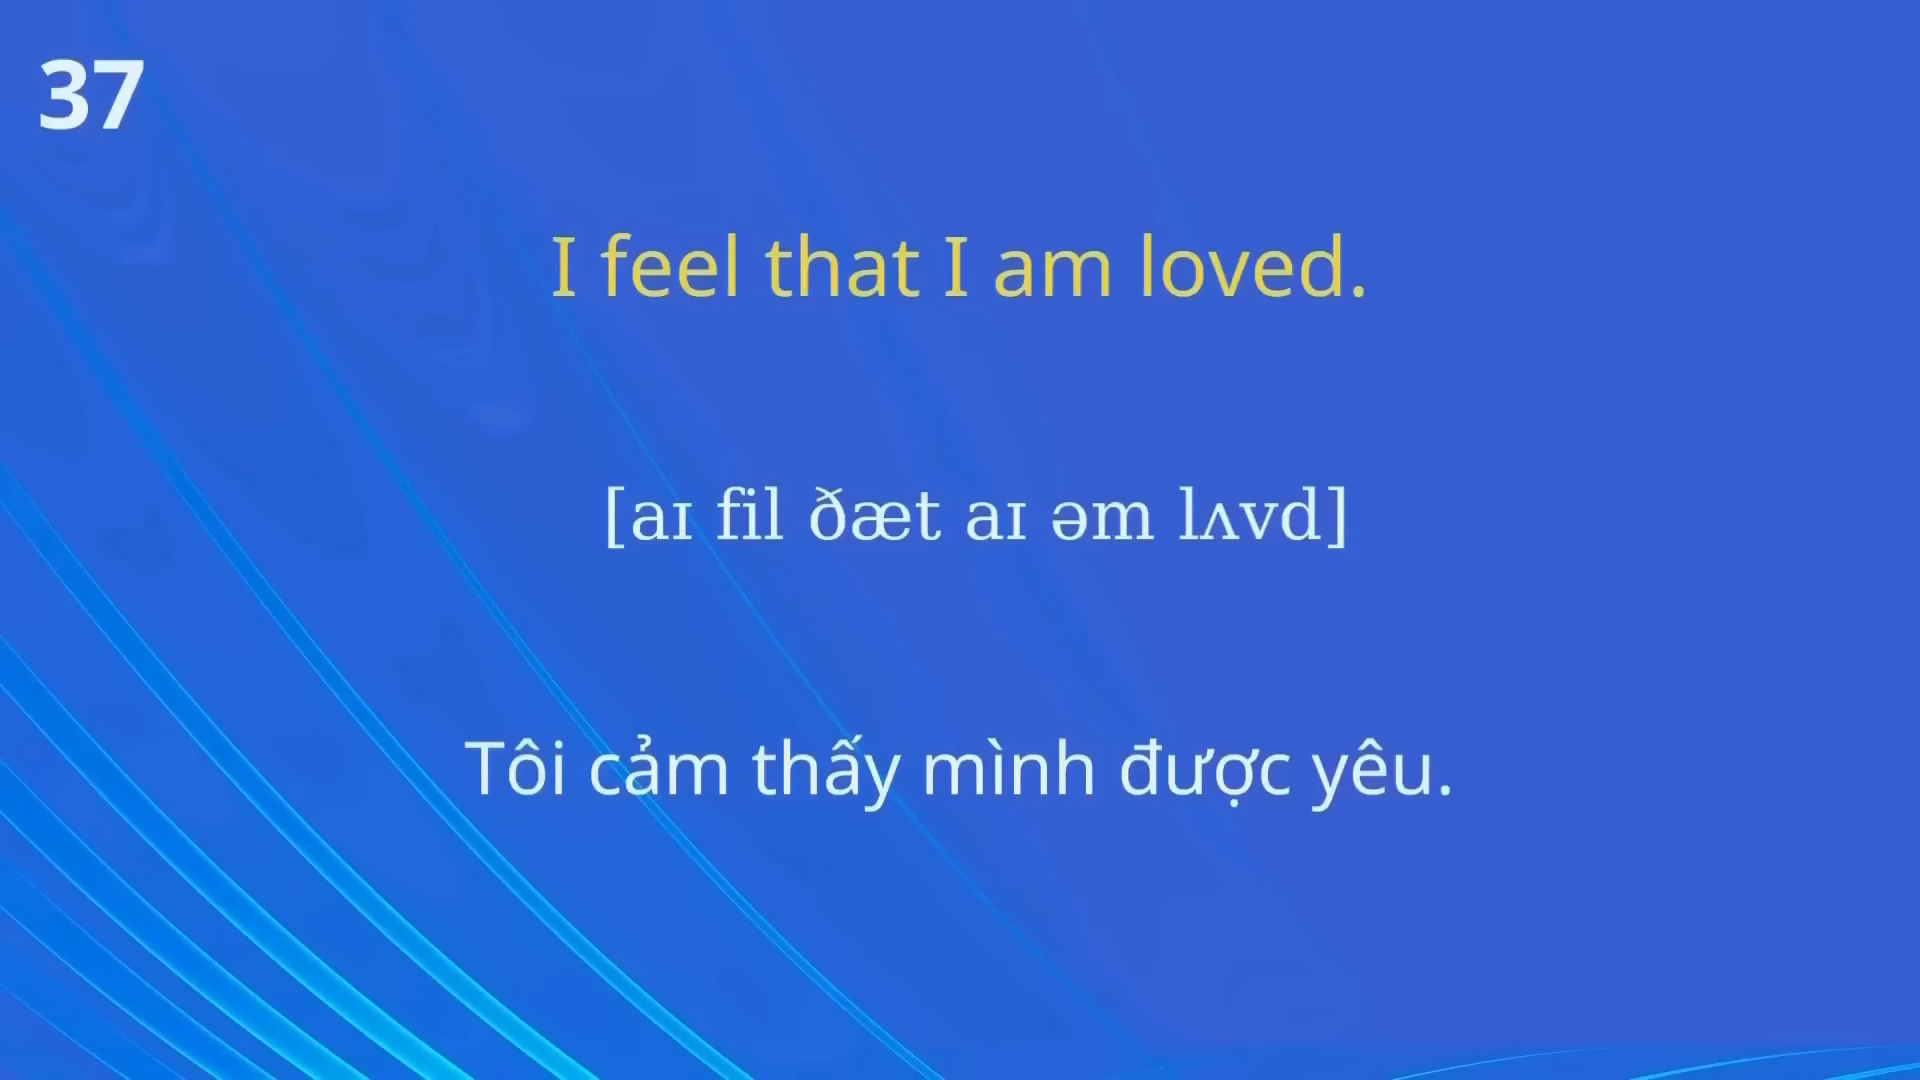 37
I feel that I am loved.
[aɪ fil ðæt aɪ əm lʌvd]
Tôi cảm thấy mình được yêu.